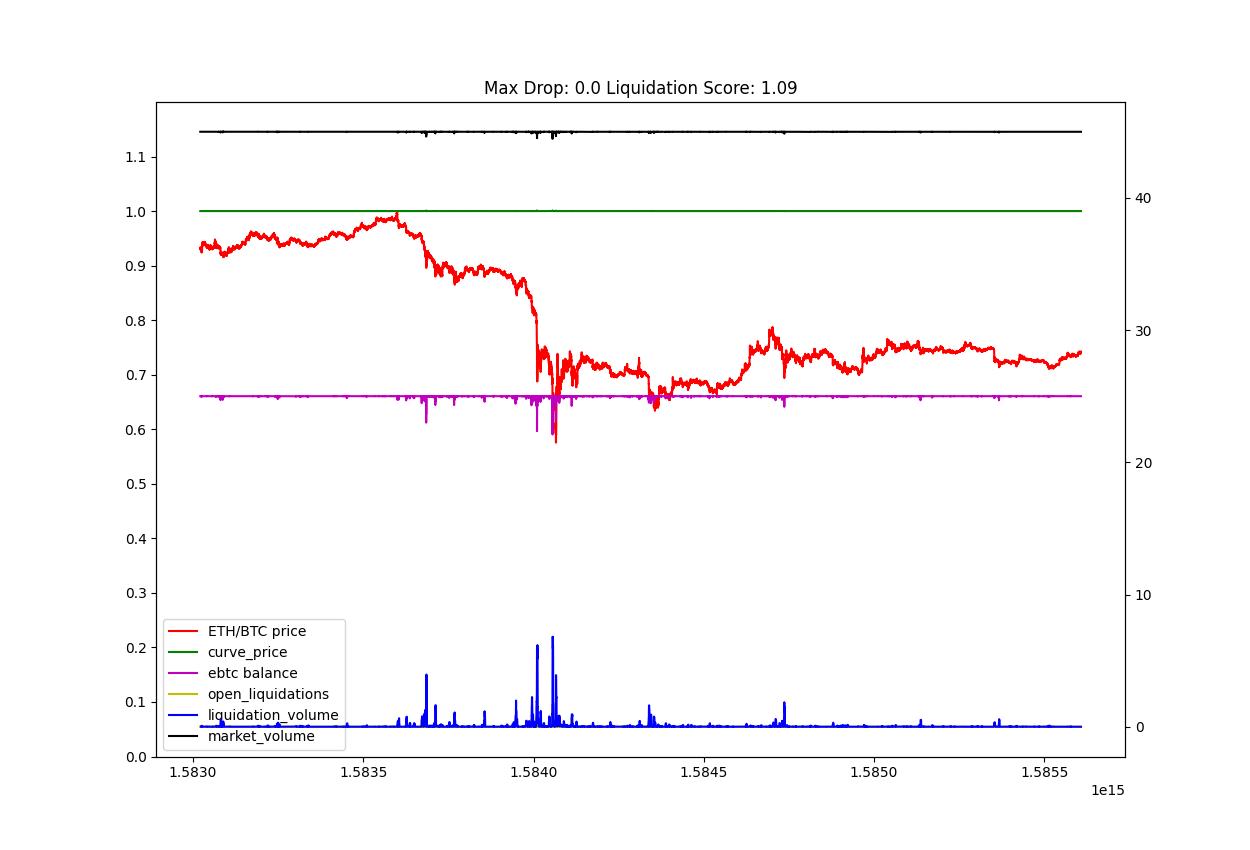 Max Drop: 0.0 Liquidation Score: 1.09
1.1
1.0
0.9
0.8
0.7
0.6
0.5
0.4
0.3
0.2
0.1
0.0
40
30
20
10
0
ETH/BTC price
curve_price
ebtc balance
open_liquidations
liquidation_volume
market_volume
1.5830 1.5835 1.5840 1.5845 1.5850 1.5855
1e15